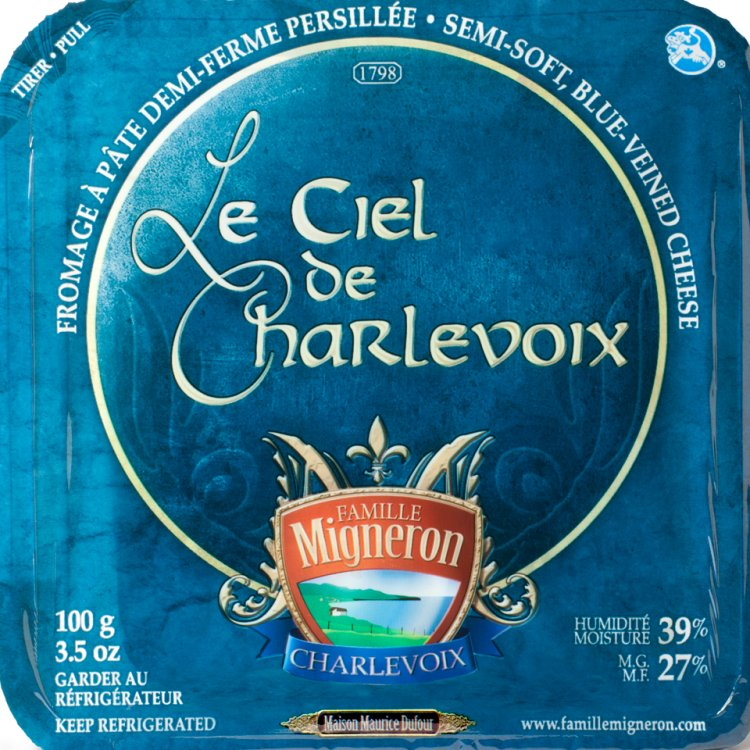 TIRER • PULL
FROMAGE À PÂTE DEMI-FERME PERSILLÉE • SEMI-SOFT, BLUE-VEINED CHEESE
®
1798
Le Ciel
de
Charlevoix
FAMILLE
Migneron
CHARLEVOIX
100 g
3.5 oz
GARDER AU
RÉFRIGÉRATEUR
KEEP REFRIGERATED
HUMIDITÉ
MOISTURE 39%
M.G.
M.F. 27%
Maison Maurice Dufour
www.famillemigneron.com